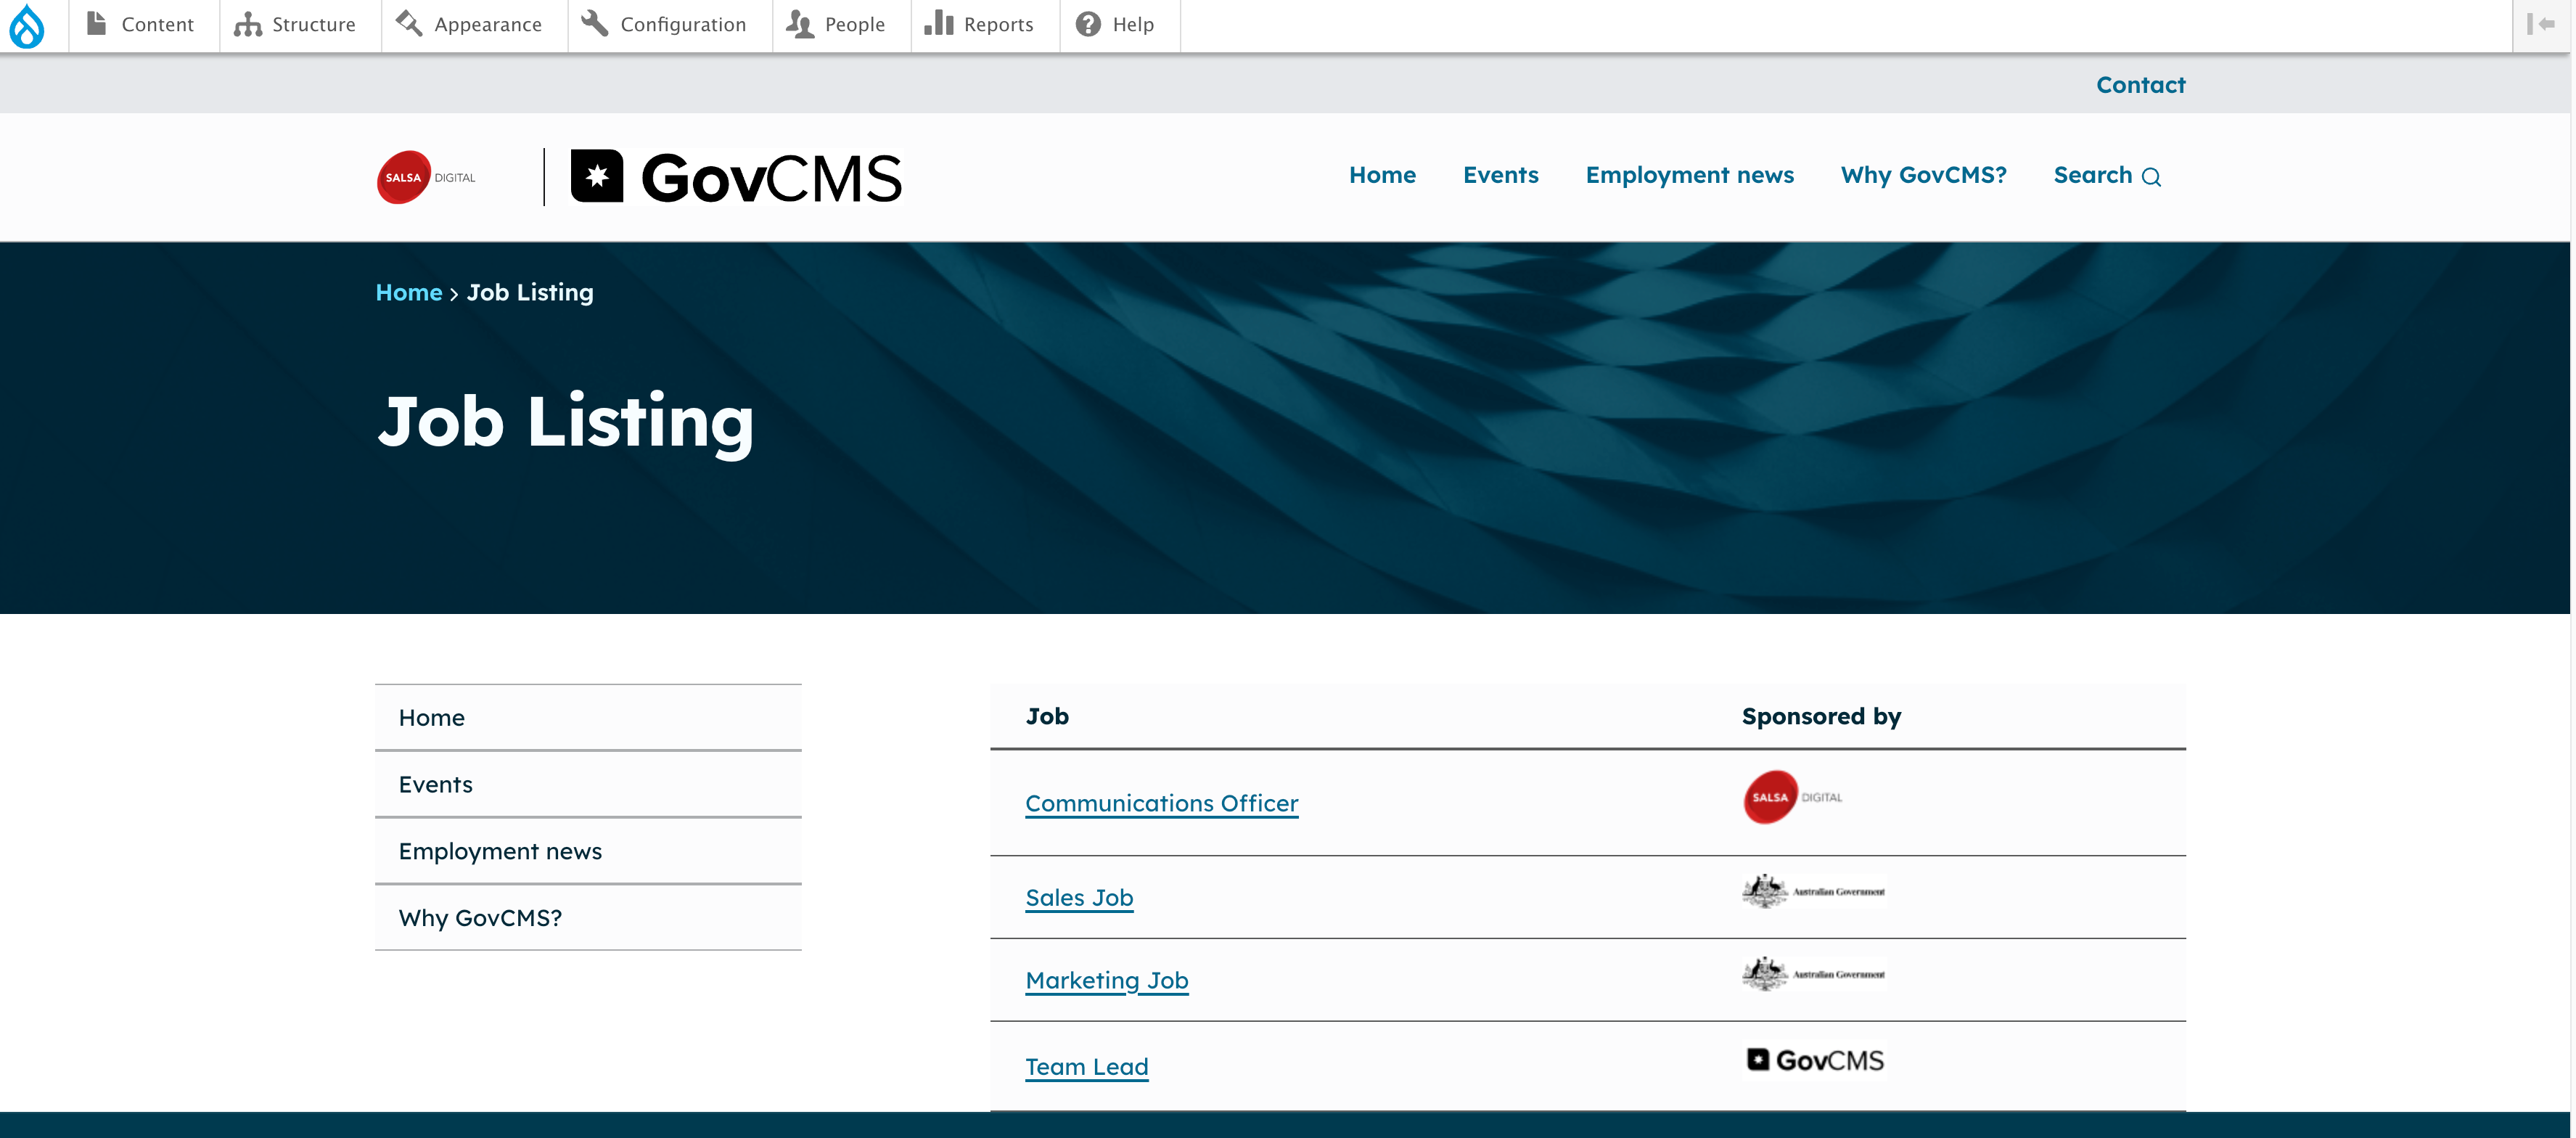 Content Structure Appearance Configuration People Reports Help
Contact
SALSA DIGITAL GovCMS Home Events Employment news Why GovCMS? Search
Home > Job Listing
Job Listing
Home
Events
Employment news
Why GovCMS?
Job Sponsored by
Communications Officer SALSA DIGITAL
Sales Job Australian Government
Marketing Job Australian Government
Team Lead GovCMS